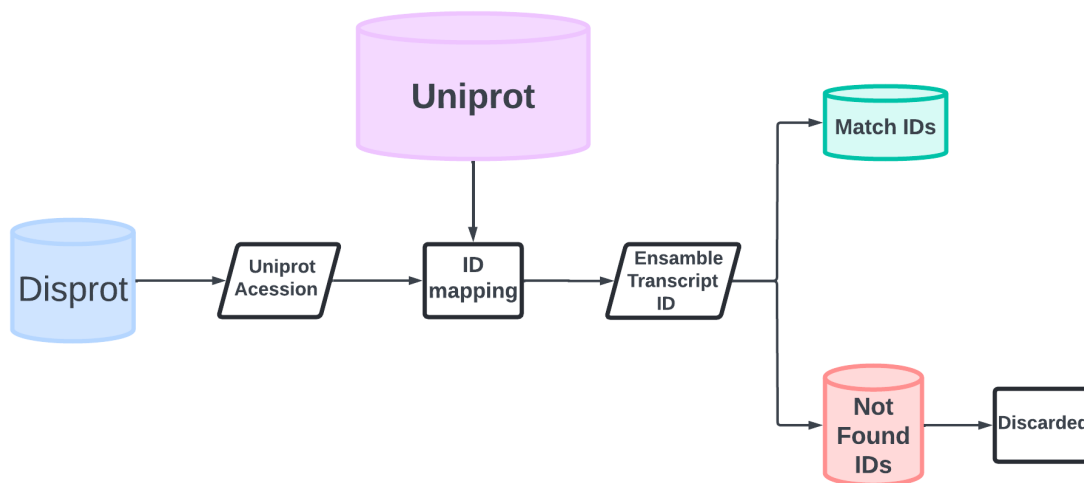 Uniprot
Match IDs
Disprot
Uniprot
Acession
ID
mapping
Ensamble
Transcript
ID
Not
Found
IDs
Discarded